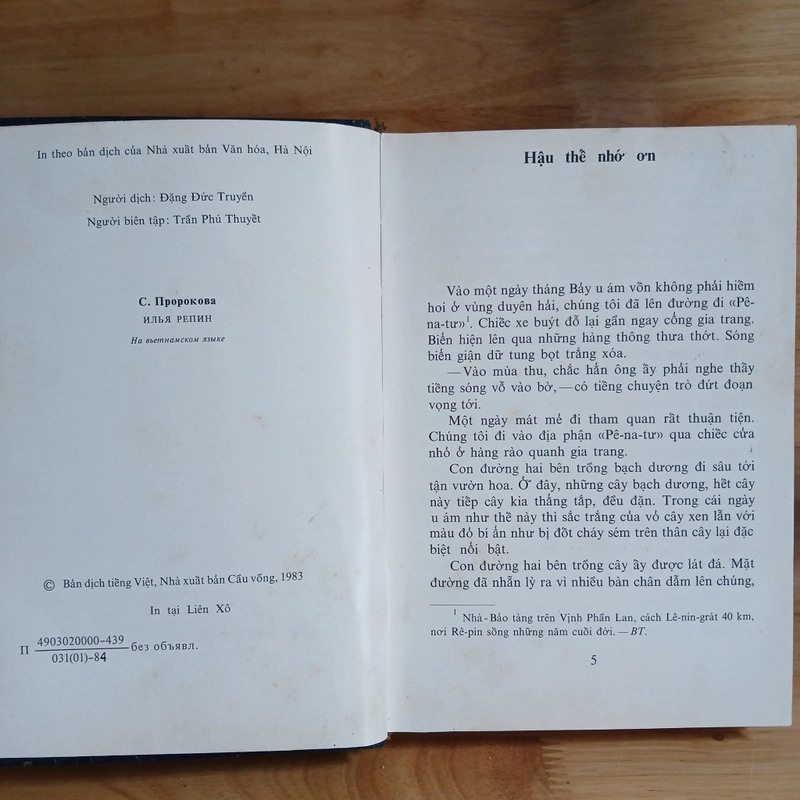 In theo bản dịch của Nhà xuất bản Văn hóa, Hà Nội
Người dịch: Đặng Đức Truyền
Người biên tập: Trần Phú Thuyết
С. Пророкова
ИЛЬЯ РЕПИН
На вьетнамском языке
© Bản dịch tiếng Việt, Nhà xuất bản Cầu vồng, 1983
In tại Liên Xô
П 4903020000-439
031(01)-84 без объявл.
Hậu thế nhớ ơn
Vào một ngày tháng Bảy u ám vốn không phải hiếm
hoi ở vùng duyên hải, chúng tôi đã lên đường đi «Pê-
na-tư»¹. Chiếc xe buýt đỗ lại gần ngay cổng gia trang.
Biển hiện lên qua những hàng thông thưa thớt. Sóng
biển giận dữ tung bọt trắng xóa.
— Vào mùa thu, chắc hẳn ông ấy phải nghe thấy
tiếng sóng vỗ vào bờ, — có tiếng chuyện trò đứt đoạn
vọng tới.
Một ngày mát mẻ đi tham quan rất thuận tiện.
Chúng tôi đi vào địa phận «Pê-na-tư» qua chiếc cửa
nhỏ ở hàng rào quanh gia trang.
Con đường hai bên trồng bạch dương đi sâu tới
tận vườn hoa. Ở đây, những cây bạch dương, hết cây
này tiếp cây kia thẳng tắp, đều đặn. Trong cái ngày
u ám như thế này thì sắc trắng của vỏ cây xen lẫn với
màu đỏ bí ẩn như bị đốt cháy sém trên thân cây lại đặc
biệt nổi bật.
Con đường hai bên trồng cây ấy được lát đá. Mặt
đường đã nhẵn lỳ ra vì nhiều bàn chân dẫm lên chúng,
¹ Nhà-Bảo tàng trên Vịnh Phần Lan, cách Lê-nin-grát 40 km,
nơi Rê-pin sống những năm cuối đời. — BT.
5